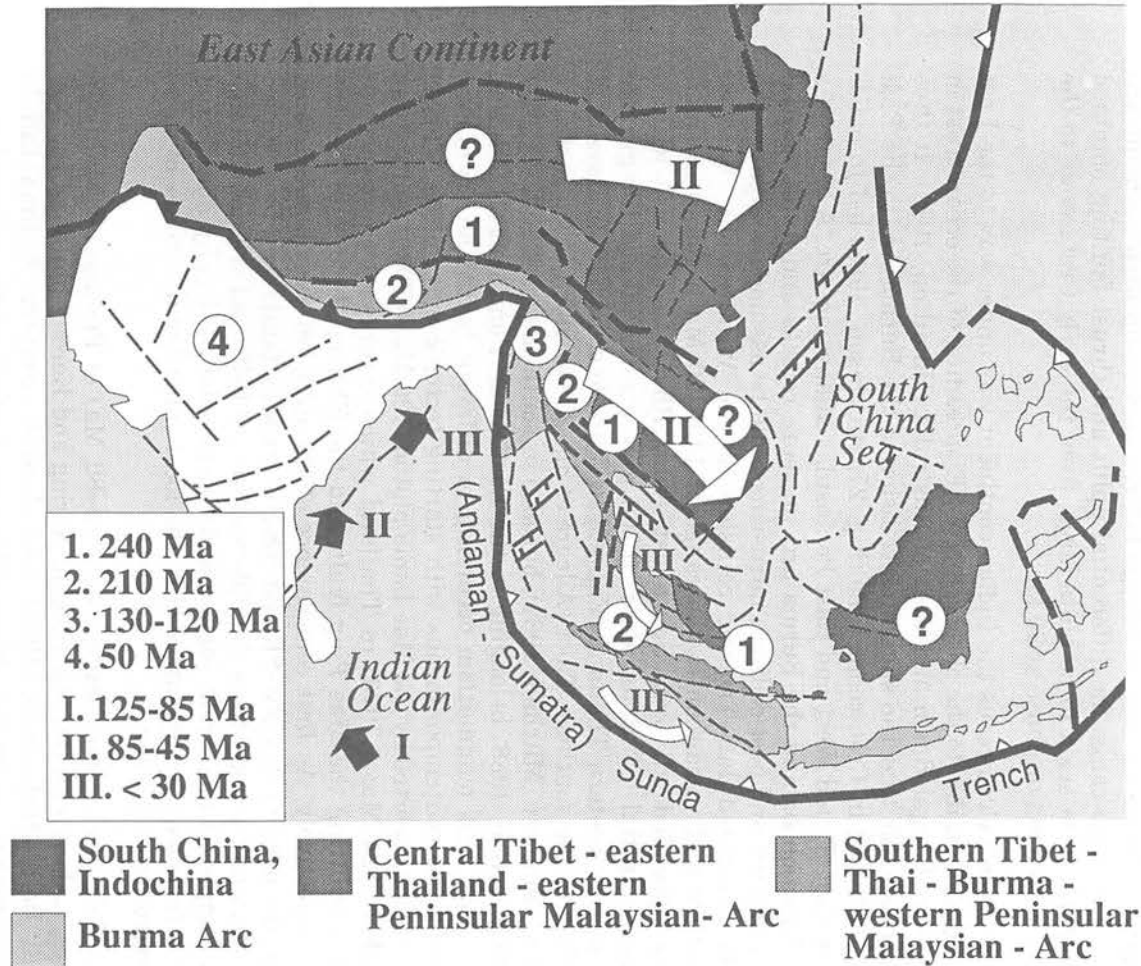 East Asian Continent
?
II
1
2
4
3
2
1
II
?
South
China
Sea
III
II
(Andaman -
Sumatra)
III
2
1
?
Indian
Ocean
I
III
Sunda
Trench
1. 240 Ma
2. 210 Ma
3. 130-120 Ma
4. 50 Ma
I. 125-85 Ma
II. 85-45 Ma
III. < 30 Ma
South China,
Indochina
Burma Arc
Central Tibet - eastern
Thailand - eastern
Peninsular Malaysian- Arc
Southern Tibet -
Thai - Burma -
western Peninsular
Malaysian - Arc